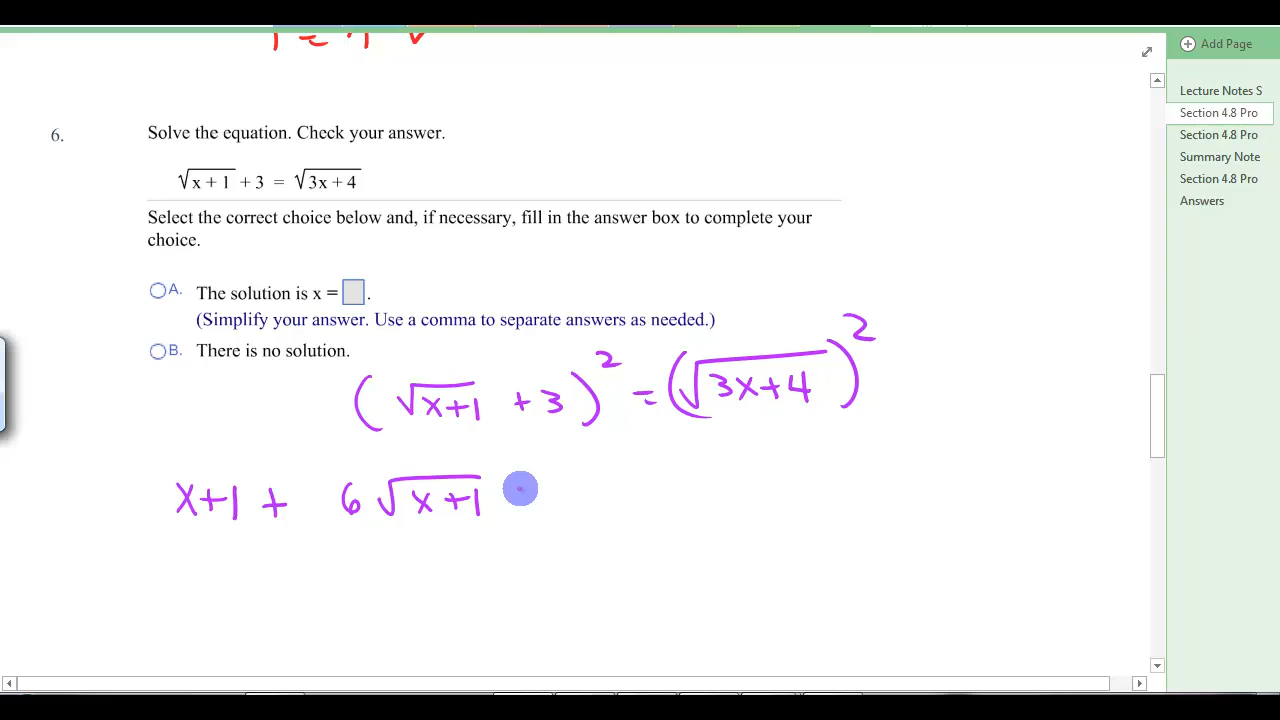 Add Page
Lecture Notes S
Section 4.8 Pro
Section 4.8 Pro
Summary Note
Section 4.8 Pro
Answers
6.
Solve the equation. Check your answer.
√x + 1 + 3 = √3x + 4
Select the correct choice below and, if necessary, fill in the answer box to complete your
choice.
A. The solution is x = .
(Simplify your answer. Use a comma to separate answers as needed.)
B. There is no solution.
(√x+1 + 3)² = (√3x+4)²
x+1 + 6√x+1